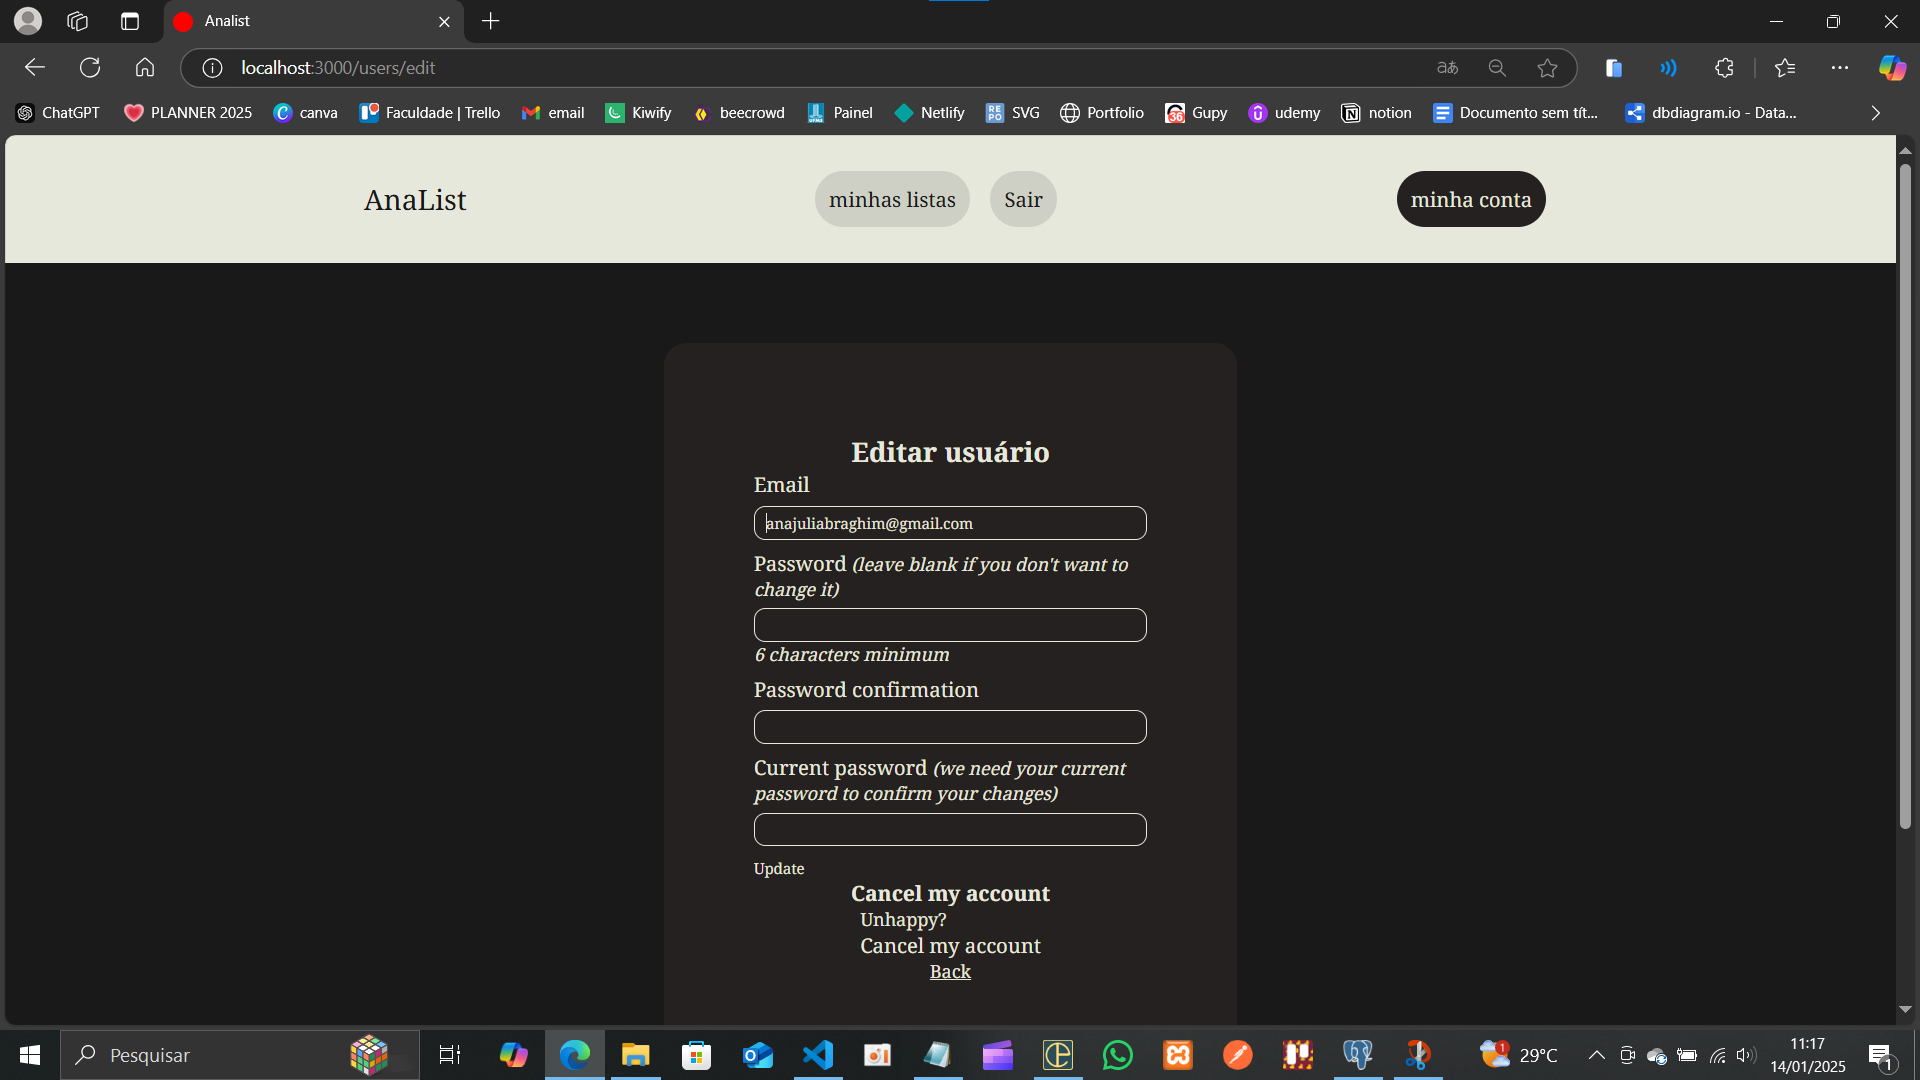 Analist
localhost:3000/users/edit
aあ
ChatGPT
PLANNER 2025
canva
Faculdade | Trello
email
Kiwify
beecrowd
Painel
Netlify
SVG
Portfolio
Gupy
udemy
notion
Documento sem tít...
dbdiagram.io - Data...
AnaList
minhas listas
Sair
minha conta
Editar usuário
Email
anajuliabraghim@gmail.com
Password (leave blank if you don't want to
change it)
6 characters minimum
Password confirmation
Current password (we need your current
password to confirm your changes)
Update
Cancel my account
Unhappy?
Cancel my account
Back
Pesquisar
1
29°C
11:17
14/01/2025
1